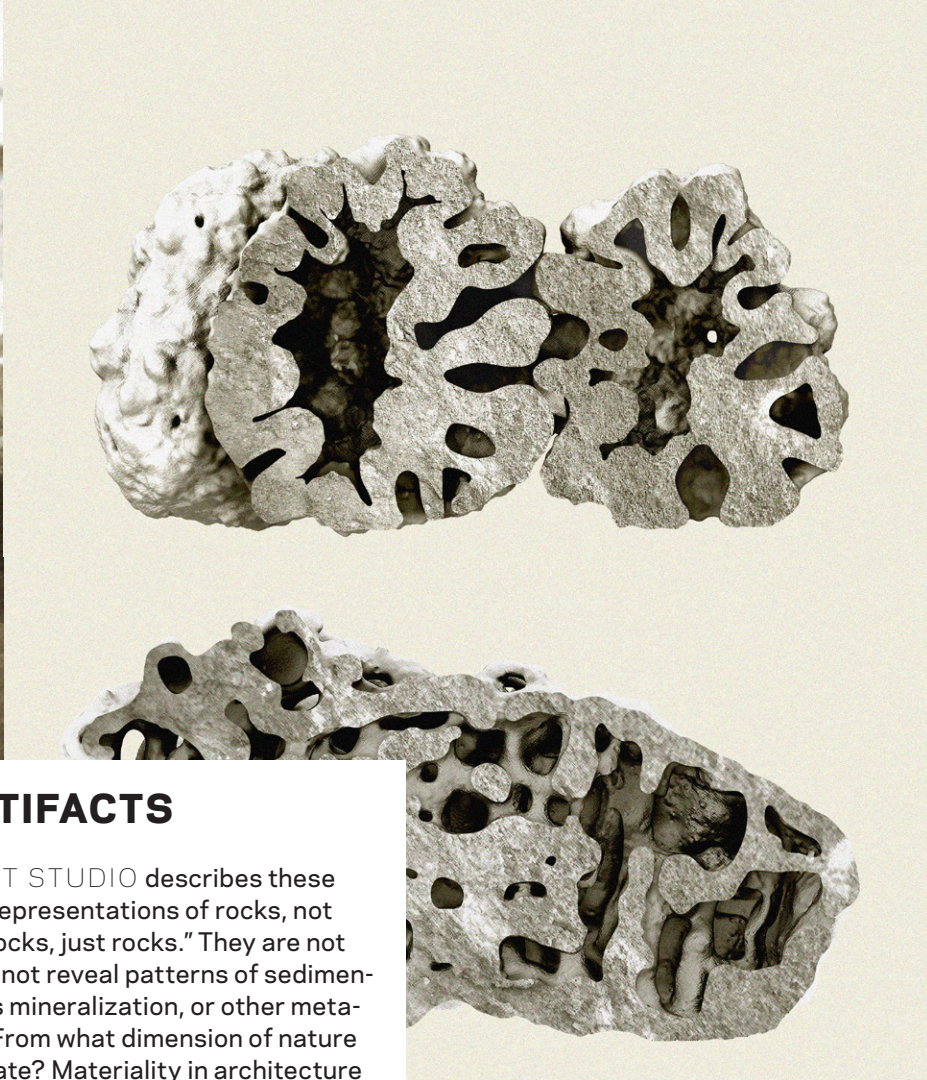 TIFACTS
T STUDIO describes these
epresentations of rocks, not
ocks, just rocks.” They are not
not reveal patterns of sedimen-
s mineralization, or other meta-
From what dimension of nature
ate? Materiality in architecture